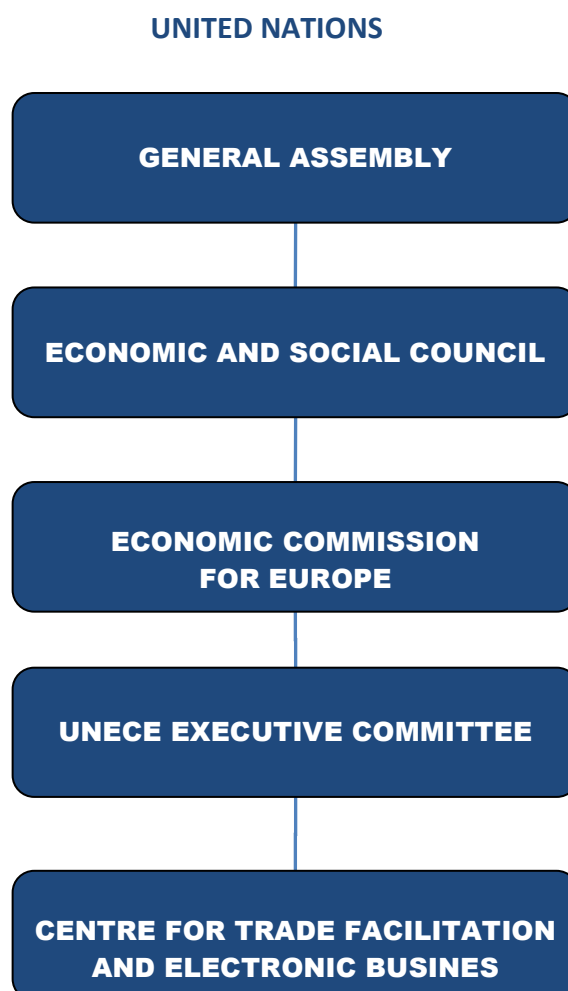 UNITED NATIONS
GENERAL ASSEMBLY
ECONOMIC AND SOCIAL COUNCIL
ECONOMIC COMMISSION
FOR EUROPE
UNECE EXECUTIVE COMMITTEE
CENTRE FOR TRADE FACILITATION
AND ELECTRONIC BUSINES